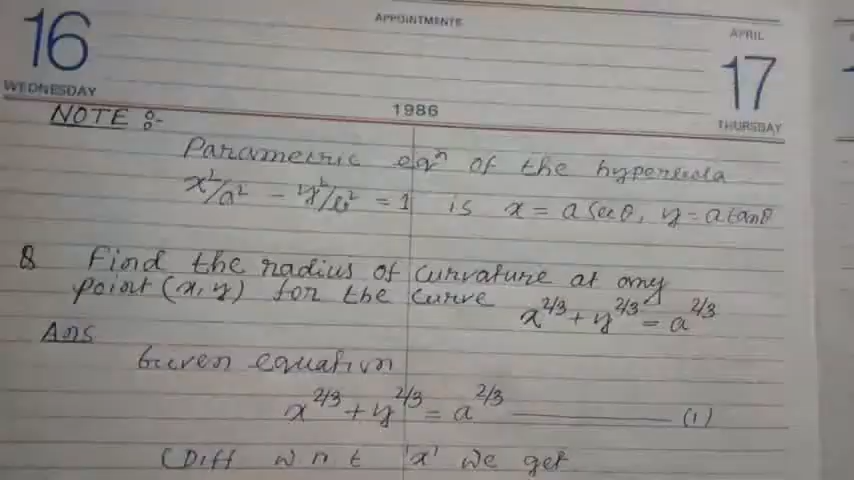 APPOINTMENTS
16
WEDNESDAY
APRIL
17
THURSDAY
1986
NOTE :-
Parametric eqⁿ of the hyperbola
x²/a² - y²/b² = 1 is x = a secθ, y = a tanθ
Q Find the radius of curvature at any
point (x, y) for the curve x^2/3 + y^2/3 = a^2/3
Ans
Given equation
x^2/3 + y^2/3 = a^2/3 ——— (1)
(Diff w r t 'x' we get